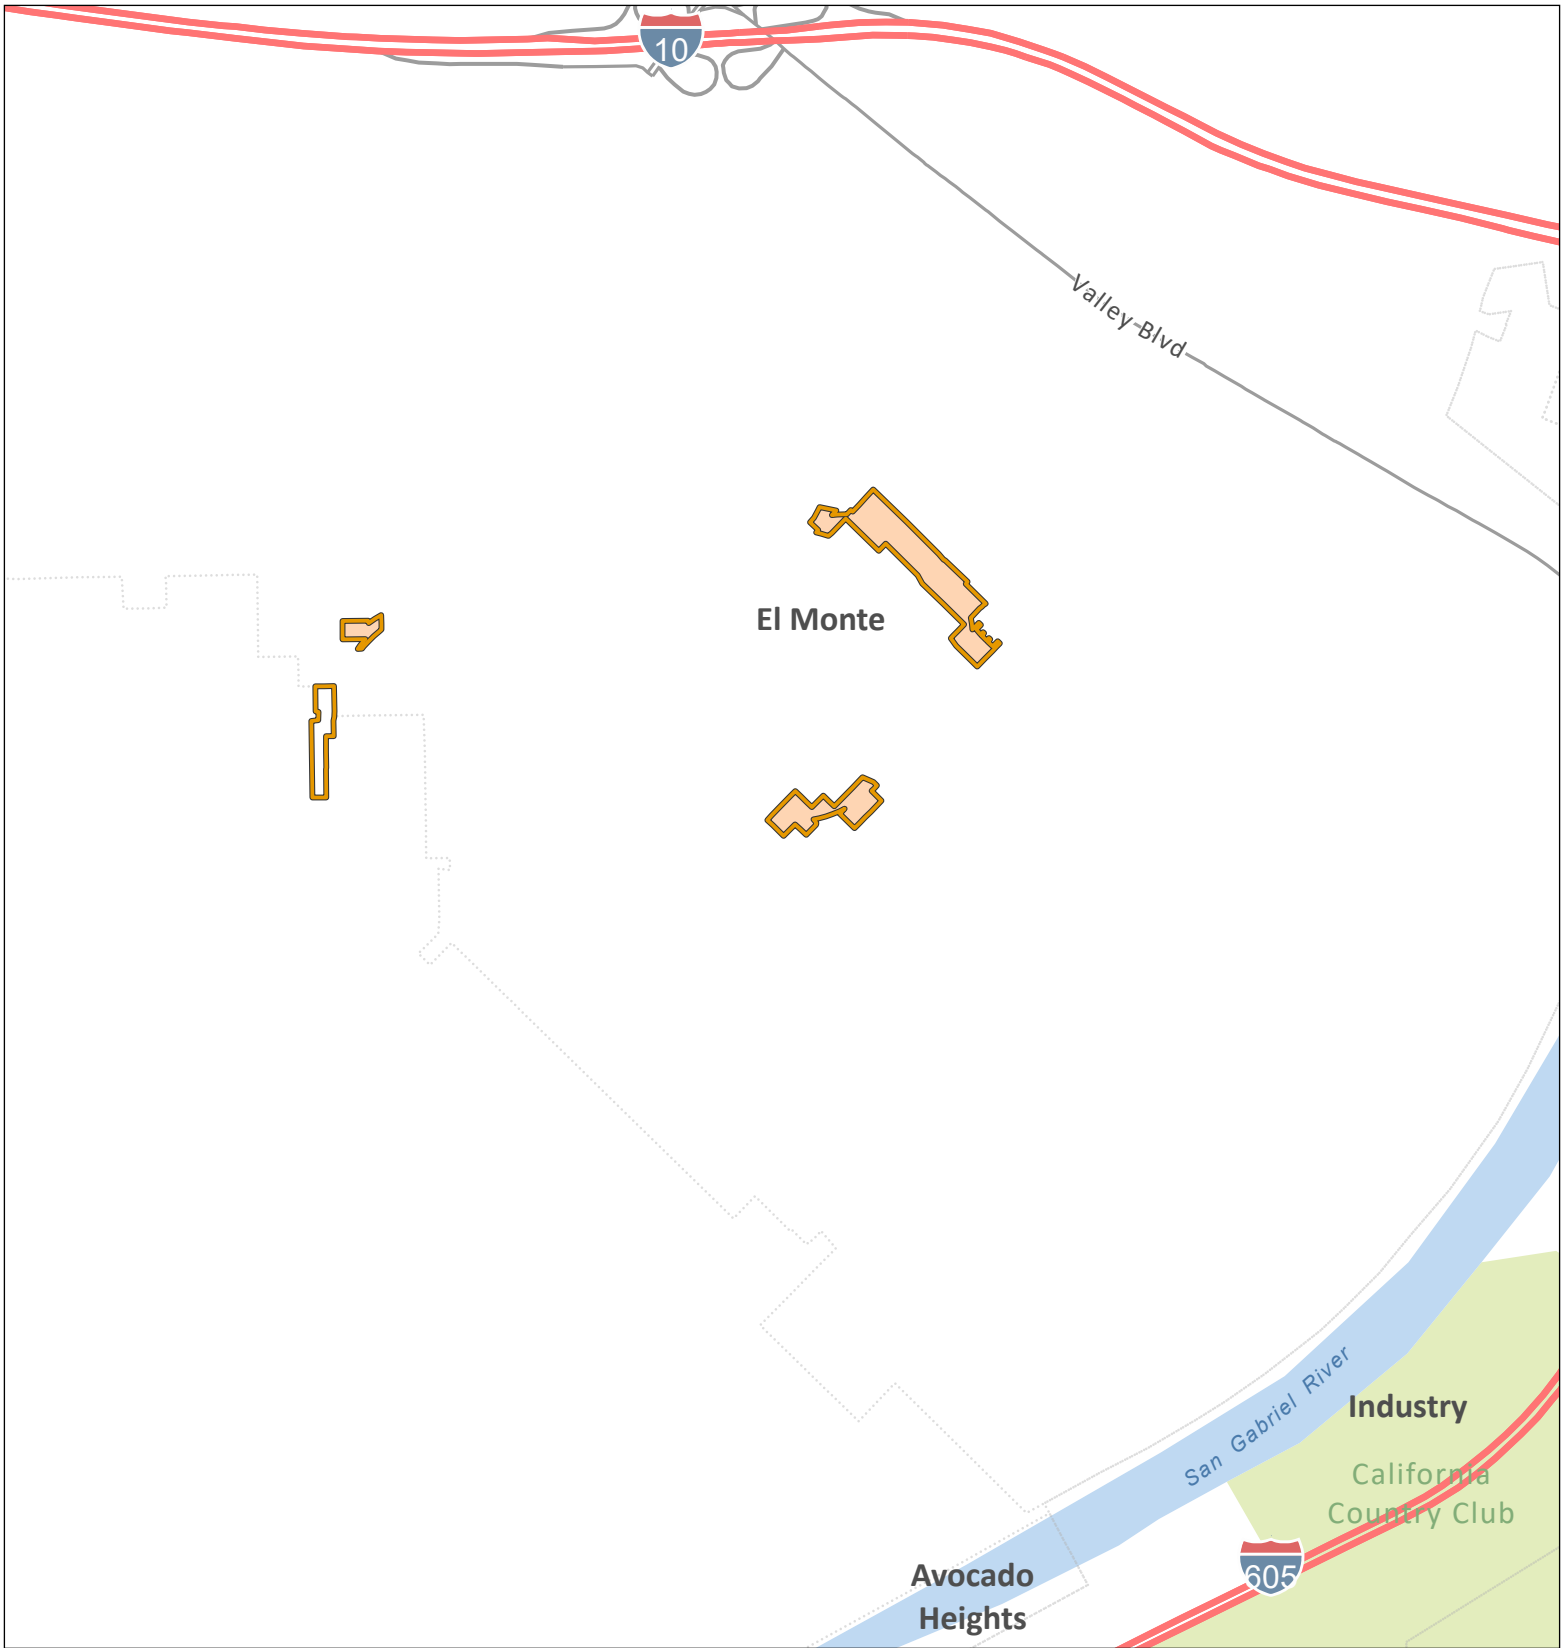 10
Valley Blvd
El Monte
San Gabriel River
Industry
California
Country Club
605
Avocado
Heights